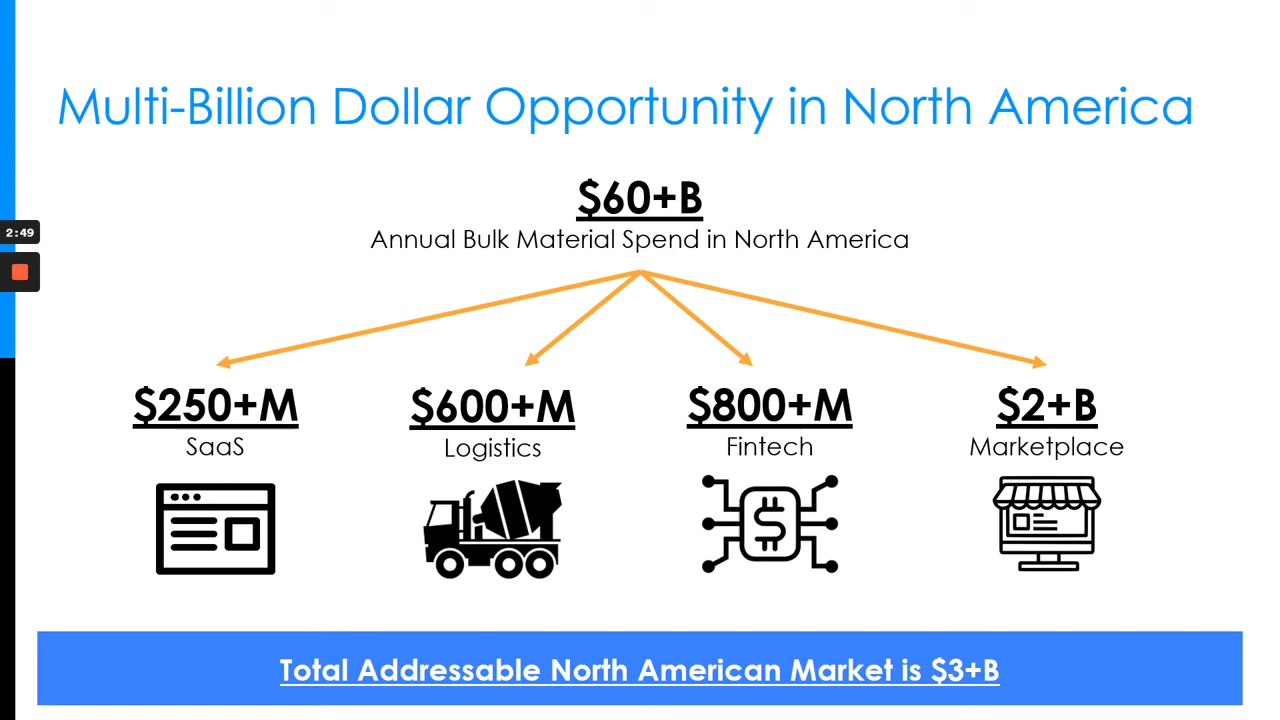 Multi-Billion Dollar Opportunity in North America
$60+B
Annual Bulk Material Spend in North America
2:49
$250+M
SaaS
$600+M
Logistics
$800+M
Fintech
$2+B
Marketplace
$
Total Addressable North American Market is $3+B